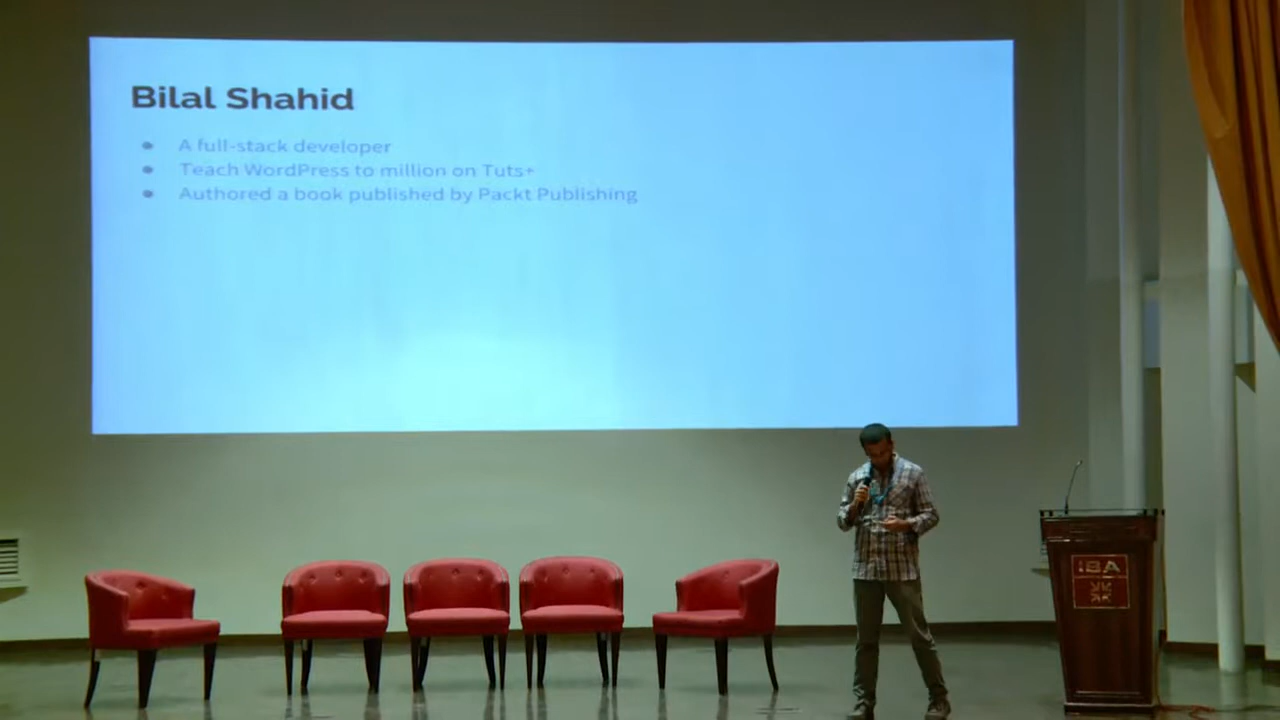 Bilal Shahid
● A full-stack developer
● Teach WordPress to million on Tuts+
● Authored a book published by Packt Publishing
IBA